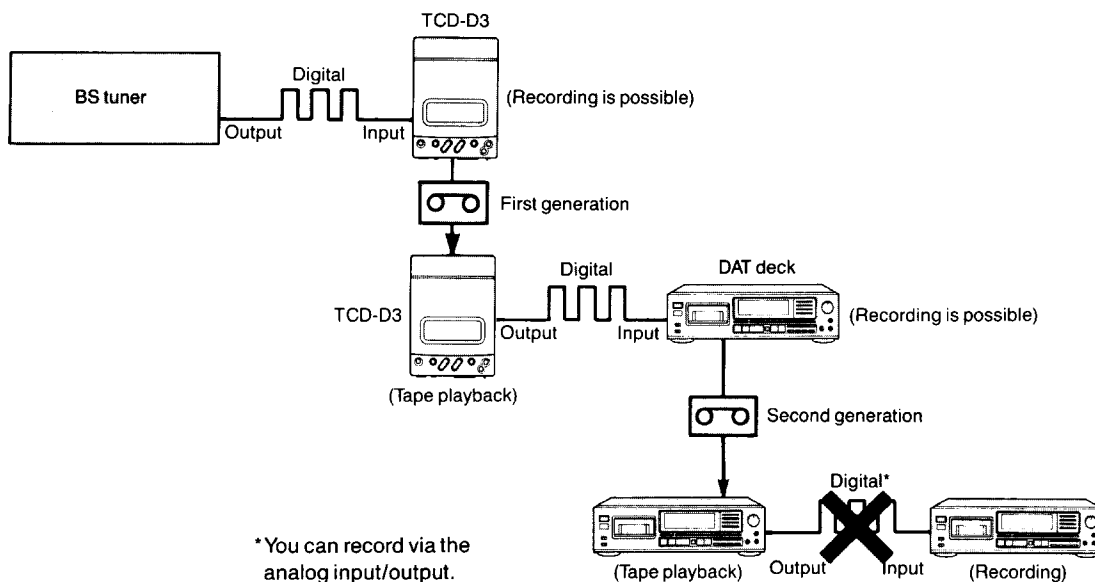 TCD-D3
BS tuner
Digital
(Recording is possible)
Output
Input
First generation
Digital
DAT deck
TCD-D3
Output
Input
(Recording is possible)
(Tape playback)
Second generation
Digital*
* You can record via the
analog input/output.
(Tape playback)
Output
Input
(Recording)